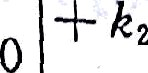 0 | + k₂